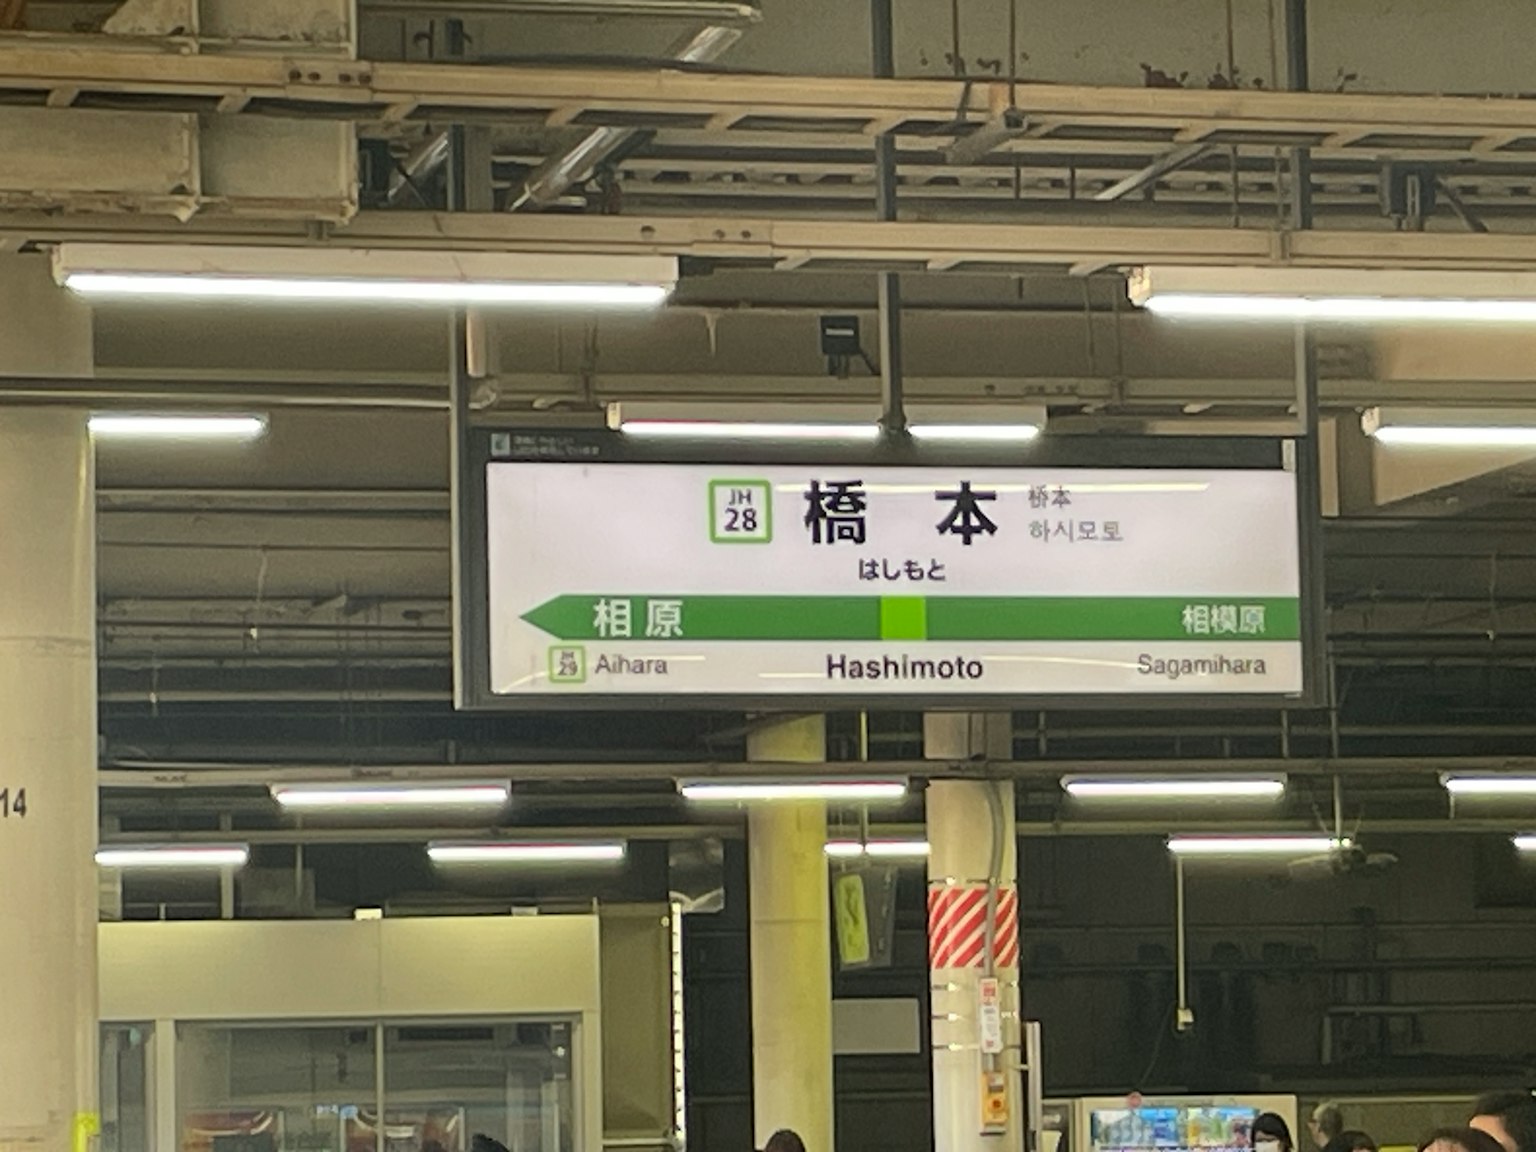 JH
28
橋本
桥本
하시모토
はしもと
相原
相模原
JH
29
Aihara
Hashimoto
Sagamihara
14